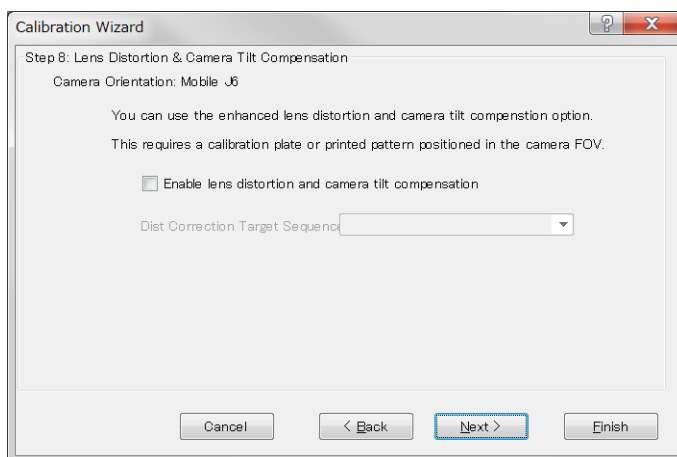 Calibration Wizard
Step 8: Lens Distortion & Camera Tilt Compensation
Camera Orientation: Mobile J6
You can use the enhanced lens distortion and camera tilt compenstion option.
This requires a calibration plate or printed pattern positioned in the camera FOV.
Enable lens distortion and camera tilt compensation
Dist Correction Target Sequence
Cancel
< Back
Next >
Finish